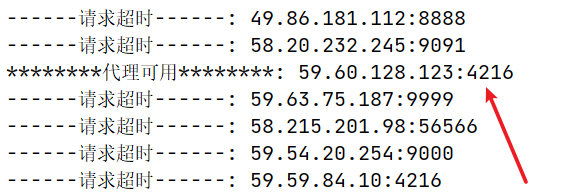 ------请求超时------: 49.86.181.112:8888
------请求超时------: 58.20.232.245:9091
********代理可用********: 59.60.128.123:4216
------请求超时------: 59.63.75.187:9999
------请求超时------: 58.215.201.98:56566
------请求超时------: 59.54.20.254:9000
------请求超时------: 59.59.84.10:4216